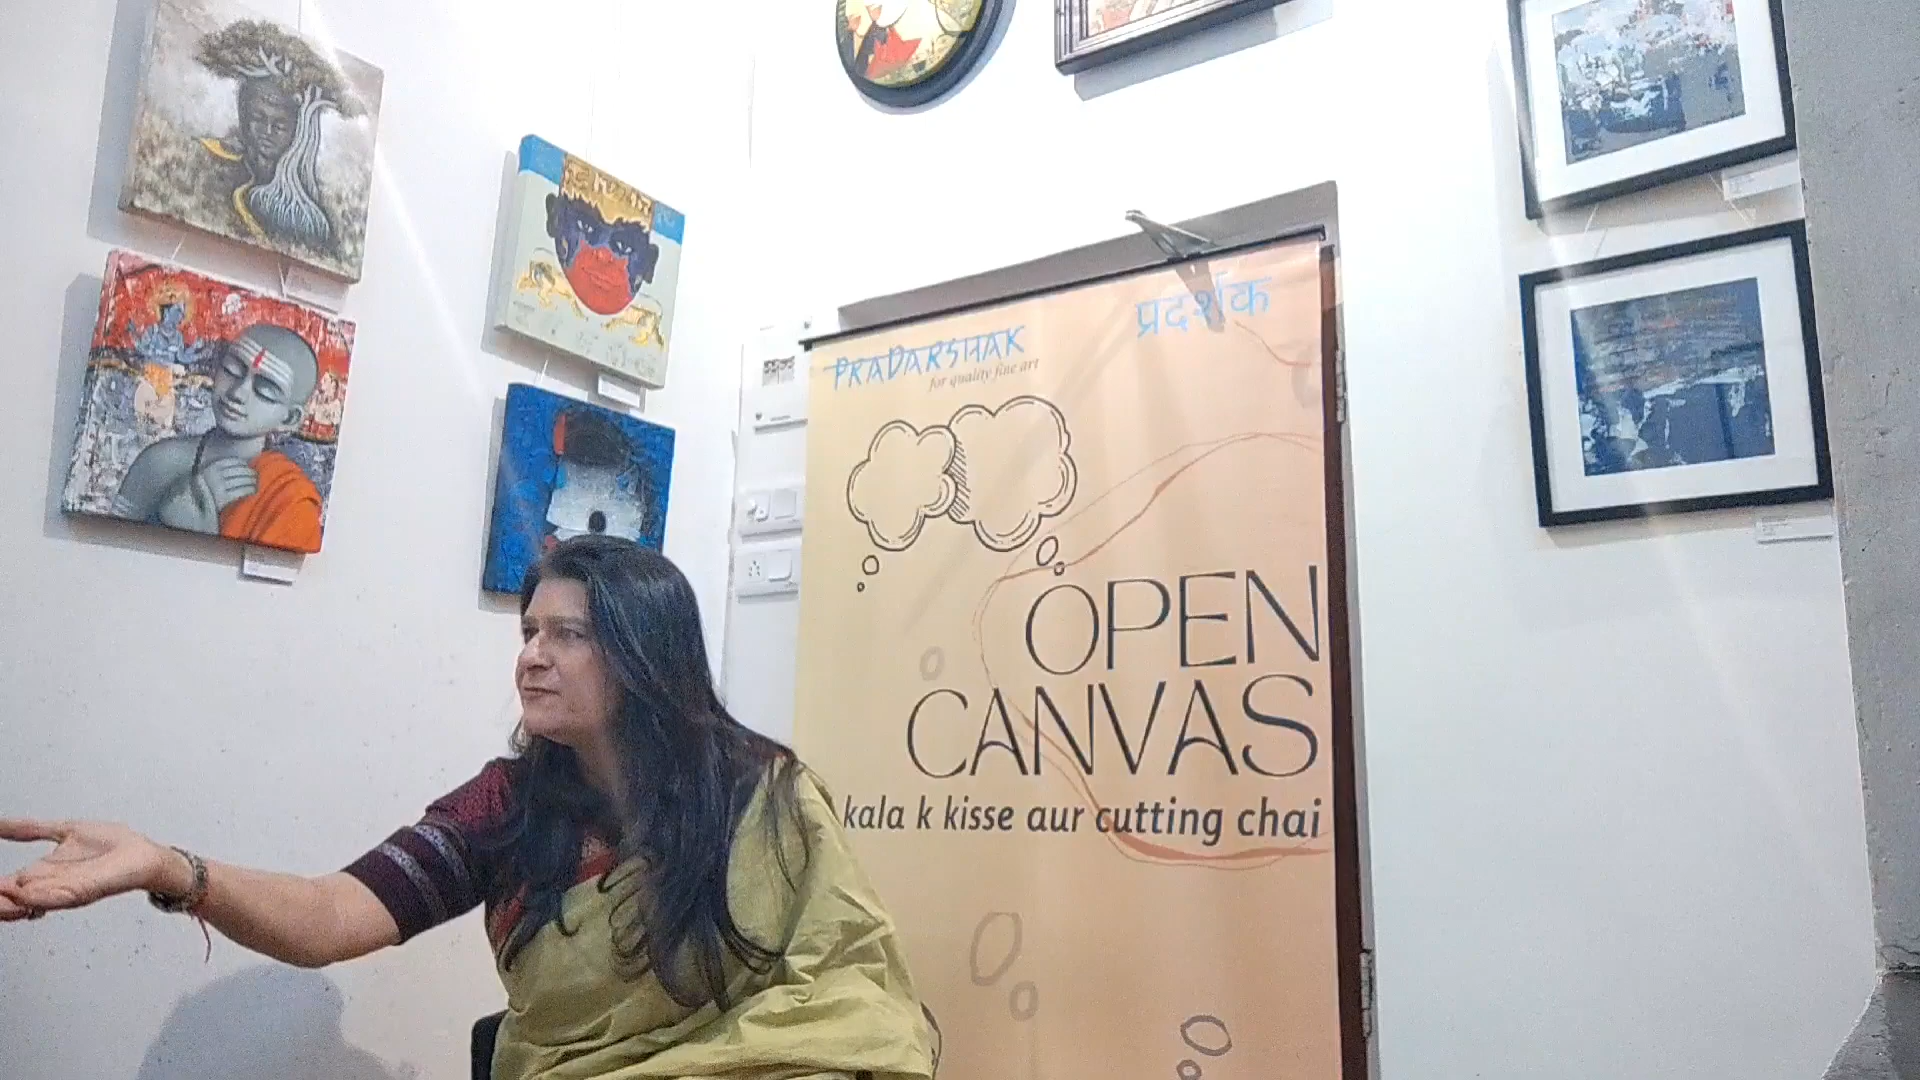 PRADARSHAK
for quality fine art
प्रदर्शक
OPEN
CANVAS
kala k kisse aur cutting chai